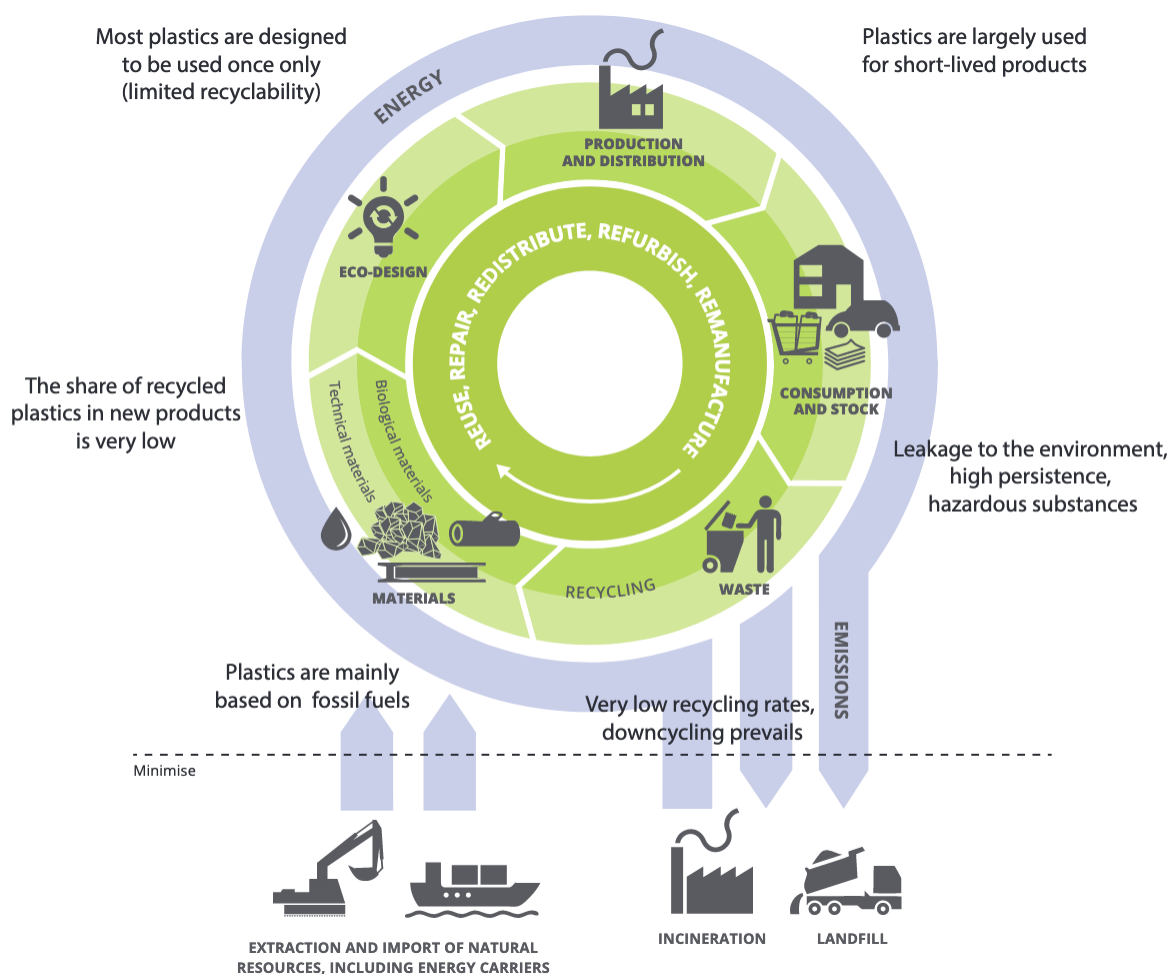 Most plastics are designed
to be used once only
(limited recyclability)
Plastics are largely used
for short-lived products
ENERGY
PRODUCTION
AND DISTRIBUTION
ECO-DESIGN
REUSE, REPAIR, REDISTRIBUTE, REFURBISH, REMANUFACTURE
CONSUMPTION
AND STOCK
The share of recycled
plastics in new products
is very low
Technical materials
Biological materials
Leakage to the environment,
high persistence,
hazardous substances
MATERIALS
RECYCLING
WASTE
EMISSIONS
Plastics are mainly
based on fossil fuels
Very low recycling rates,
downcycling prevails
Minimise
EXTRACTION AND IMPORT OF NATURAL
RESOURCES, INCLUDING ENERGY CARRIERS
INCINERATION
LANDFILL